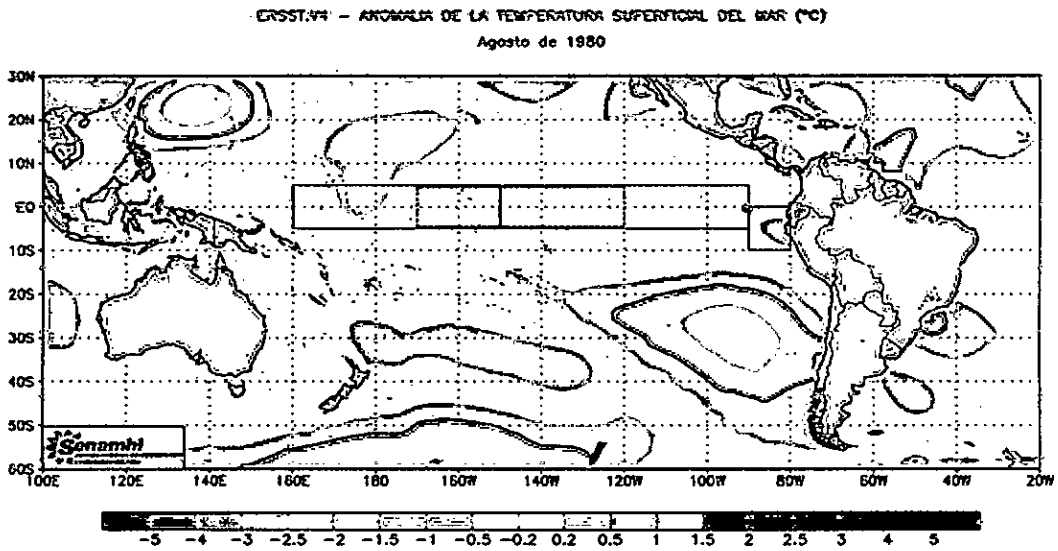 ERSST.V4 - ANOMALIA DE LA TEMPERATURA SUPERFICIAL DEL MAR (°C)
Agosto de 1980
30N
20N
10N
EQ
10S
20S
30S
40S
50S
60S
Senamhi
100E 120E 140E 160E 180 160W 140W 120W 100W 80W 60W 40W 20W
-5 -4 -3 -2.5 -2 -1.5 -1 -0.5 -0.2 0.2 0.5 1 1.5 2 2.5 3 4 5